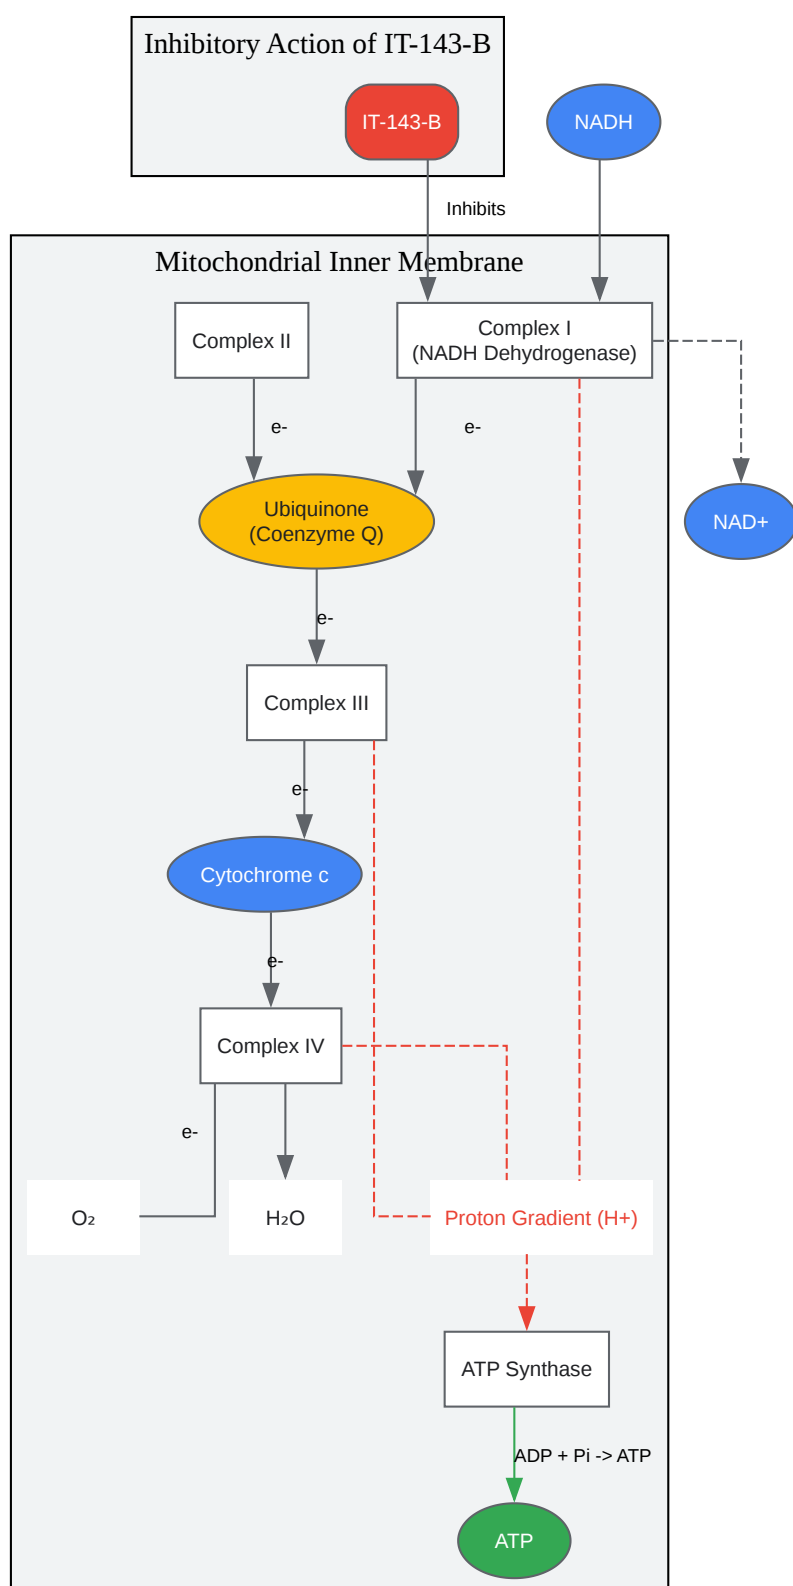 Inhibitory Action of IT-143-B
IT-143-B
NADH
Inhibits
Mitochondrial Inner Membrane
Complex II
Complex I
(NADH Dehydrogenase)
e-
e-
Ubiquinone
(Coenzyme Q)
NAD+
e-
Complex III
e-
Cytochrome c
e-
Complex IV
e-
O₂
H₂O
Proton Gradient (H+)
ATP Synthase
ADP + Pi -> ATP
ATP